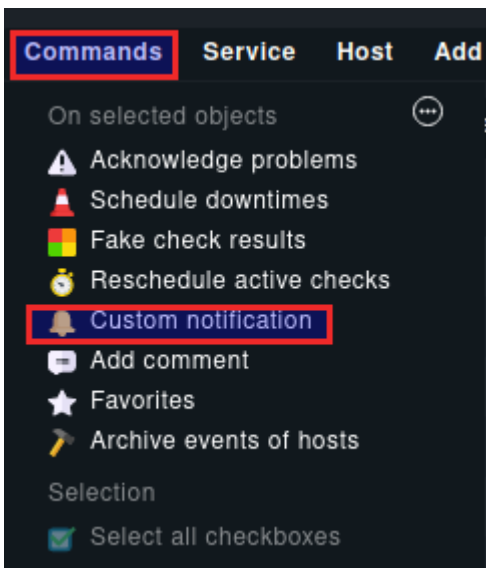 Commands Service Host Add
On selected objects
Acknowledge problems
Schedule downtimes
Fake check results
Reschedule active checks
Custom notification
Add comment
Favorites
Archive events of hosts
Selection
Select all checkboxes